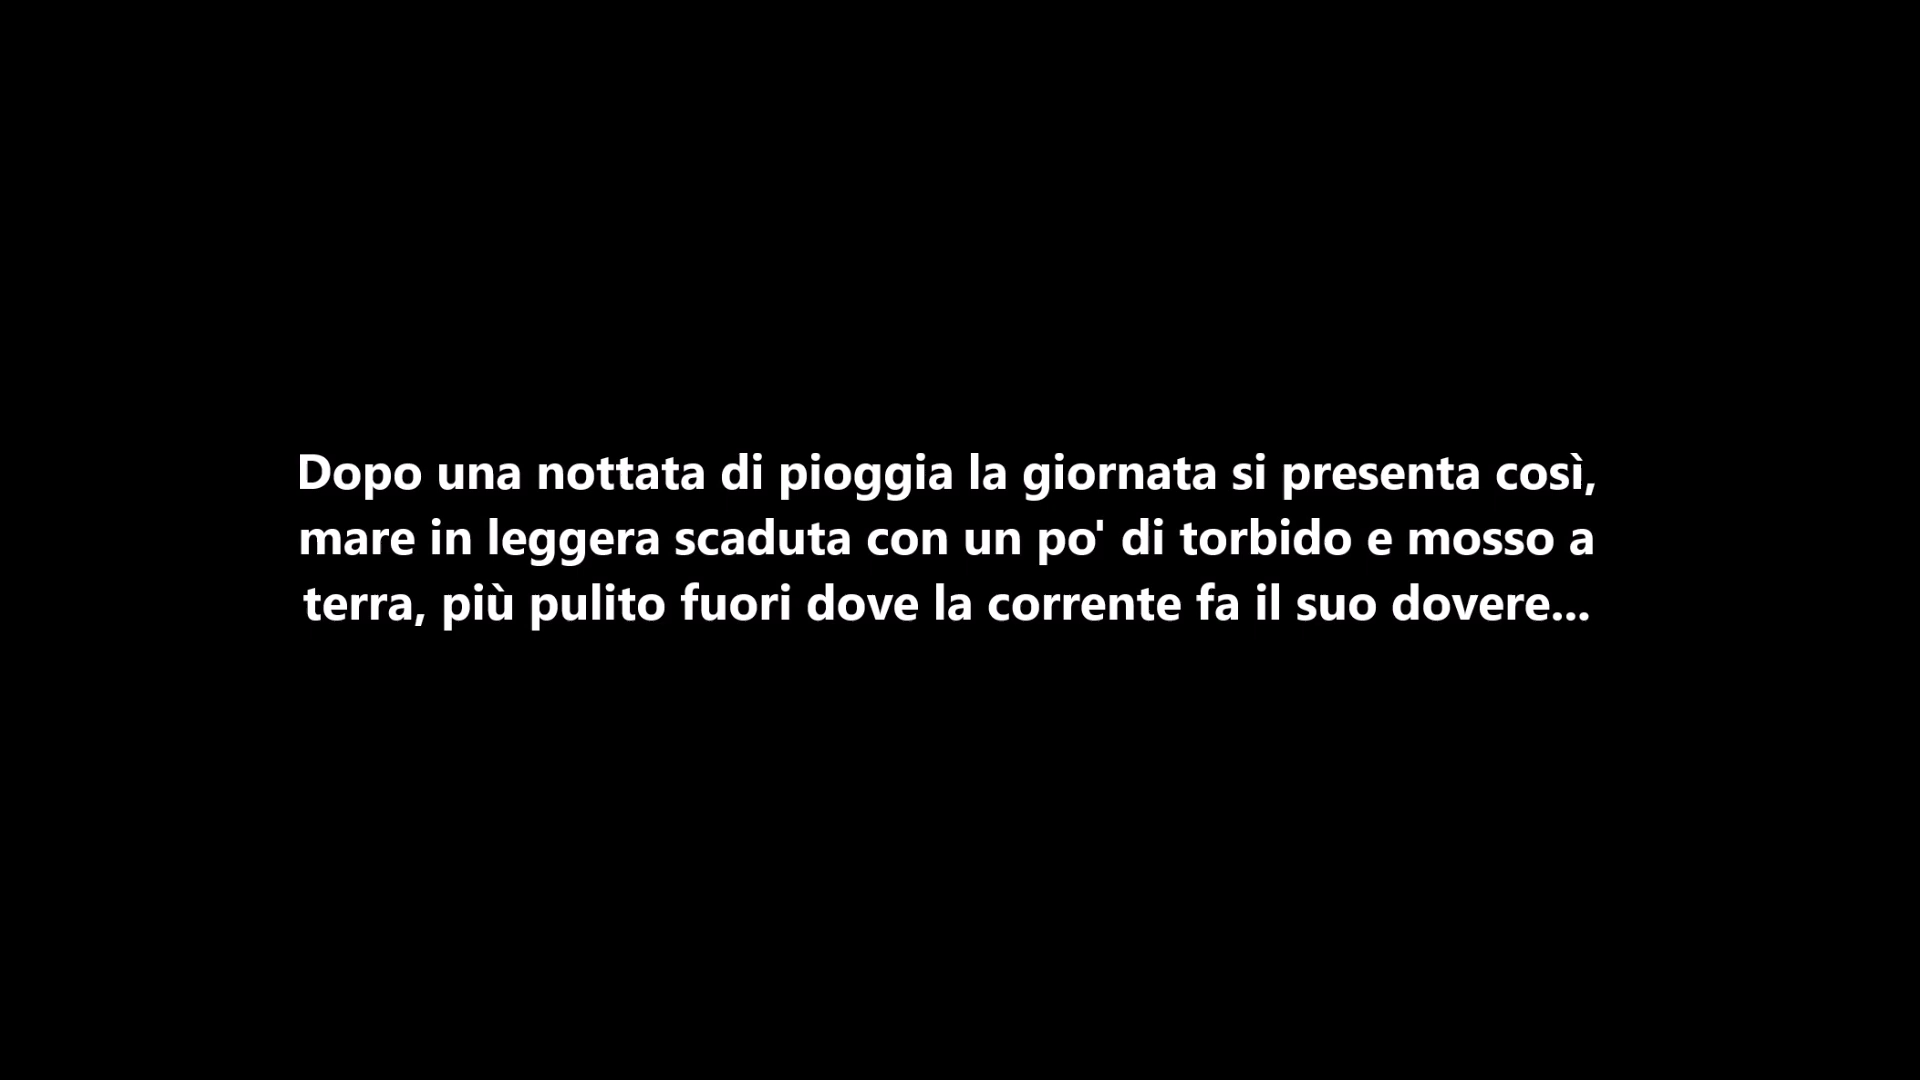 Dopo una nottata di pioggia la giornata si presenta così,
mare in leggera scaduta con un po' di torbido e mosso a
terra, più pulito fuori dove la corrente fa il suo dovere...